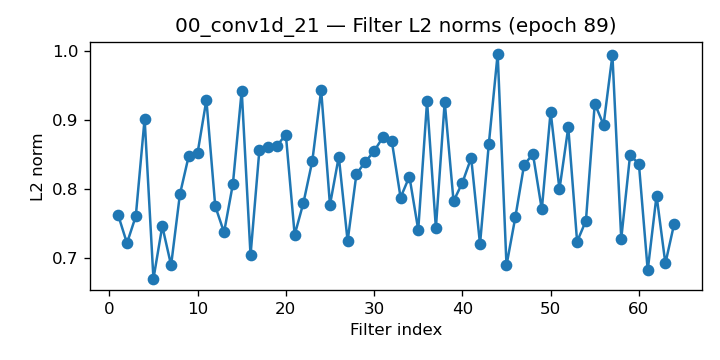 00_conv1d_21 — Filter L2 norms (epoch 89)
1.0
0.9
0.8
0.7
L2 norm
0 10 20 30 40 50 60
Filter index